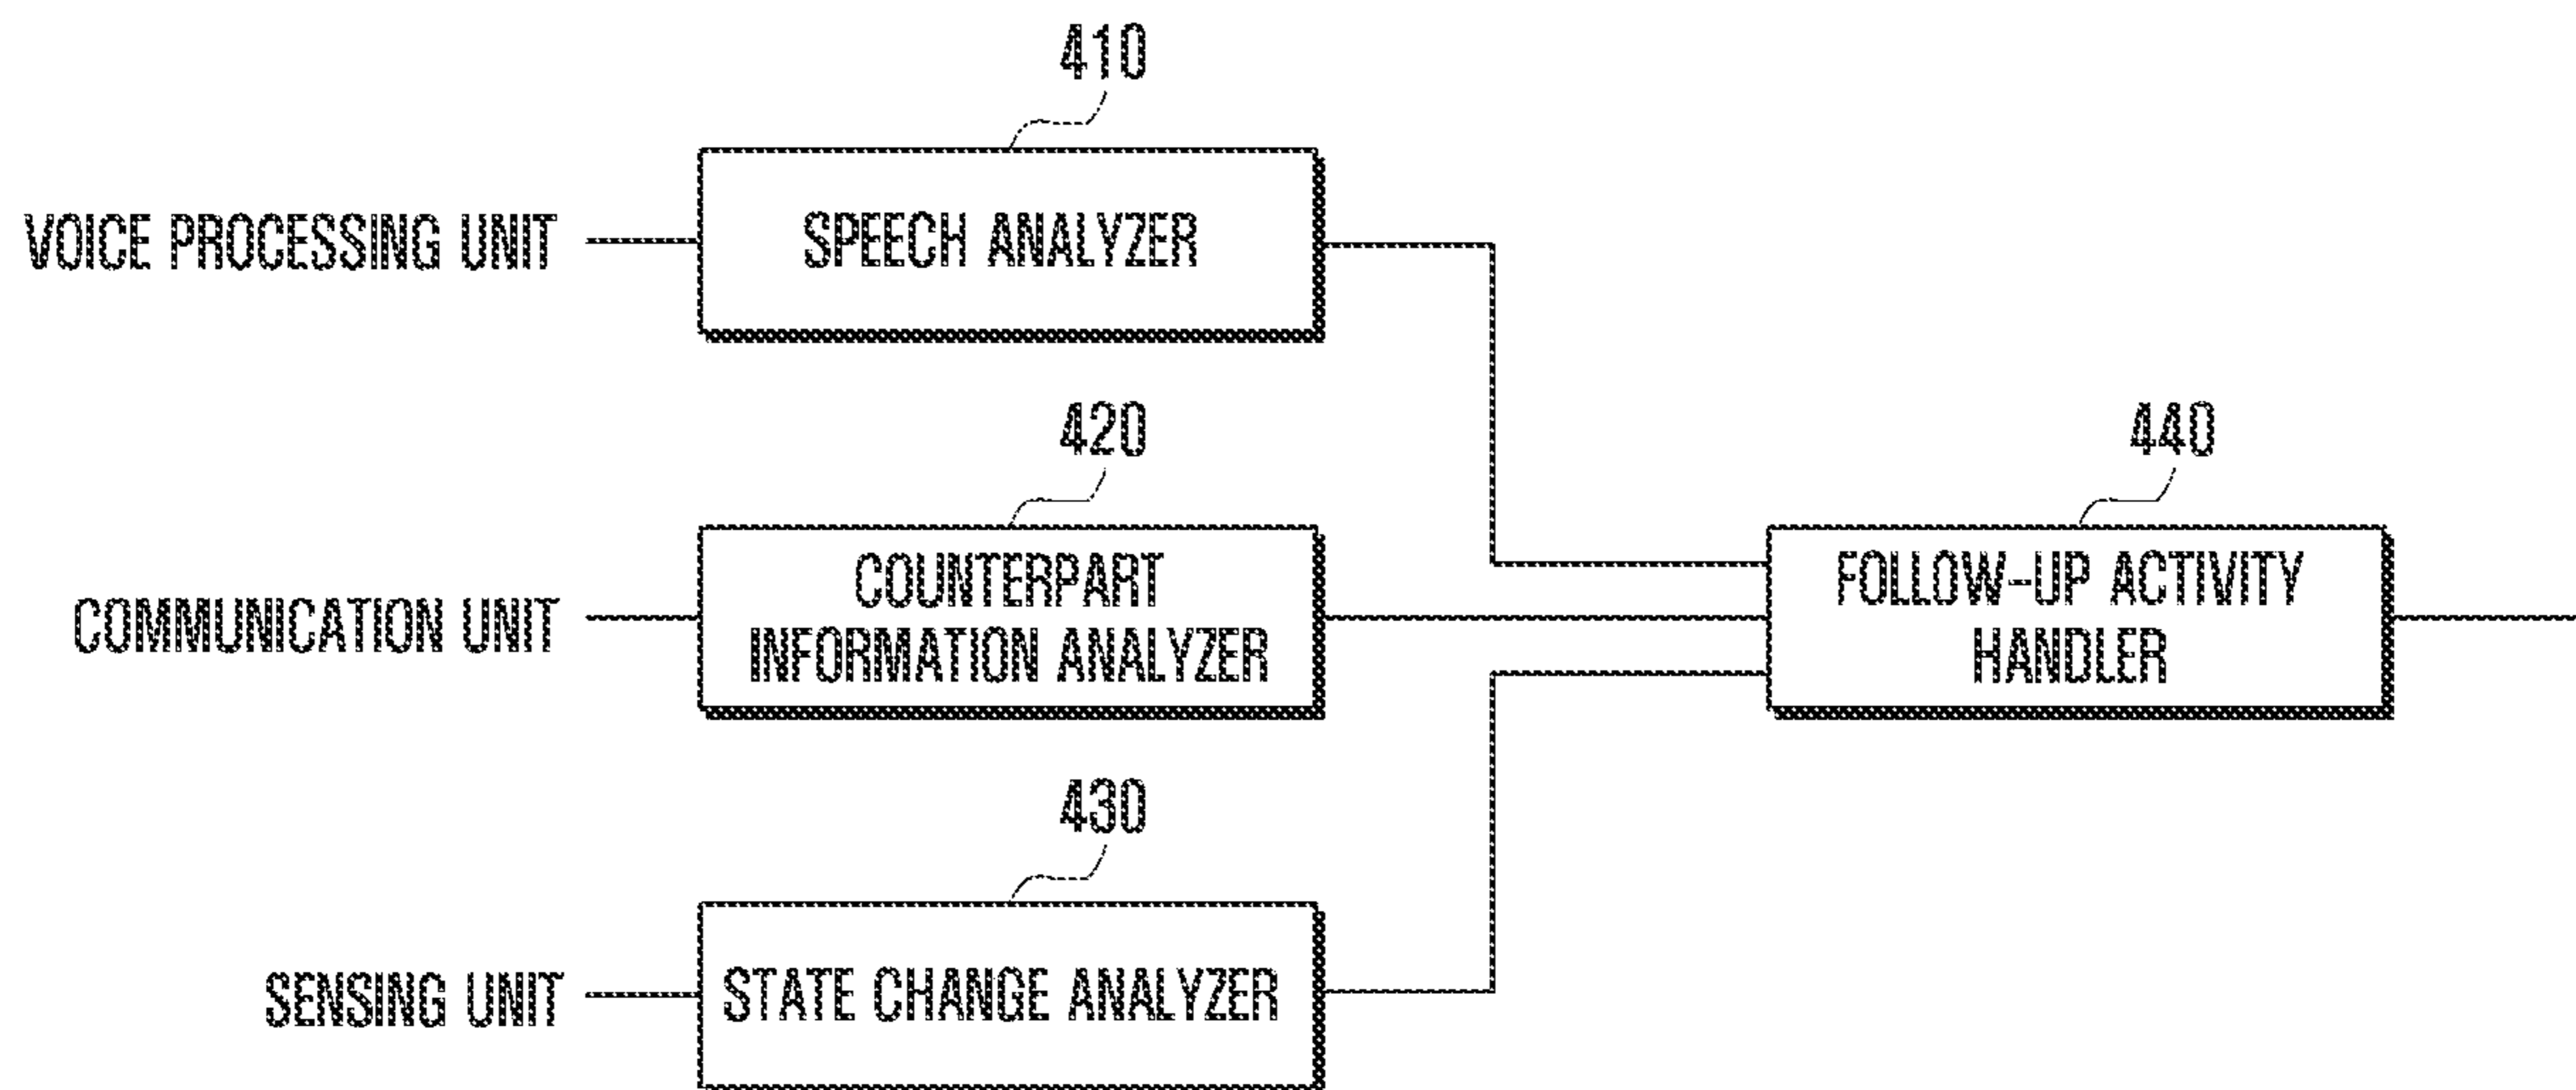 410
VOICE PROCESSING UNIT
SPEECH ANALYZER
420
440
COMMUNICATION UNIT
COUNTERPART
INFORMATION ANALYZER
FOLLOW-UP ACTIVITY
HANDLER
430
SENSING UNIT
STATE CHANGE ANALYZER